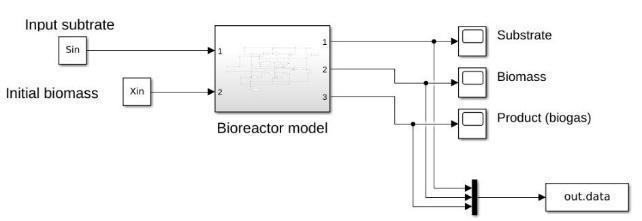 Input subtrate
Sin
Initial biomass
Xin
1
2
1
2
3
Bioreactor model
Substrate
Biomass
Product (biogas)
out.data